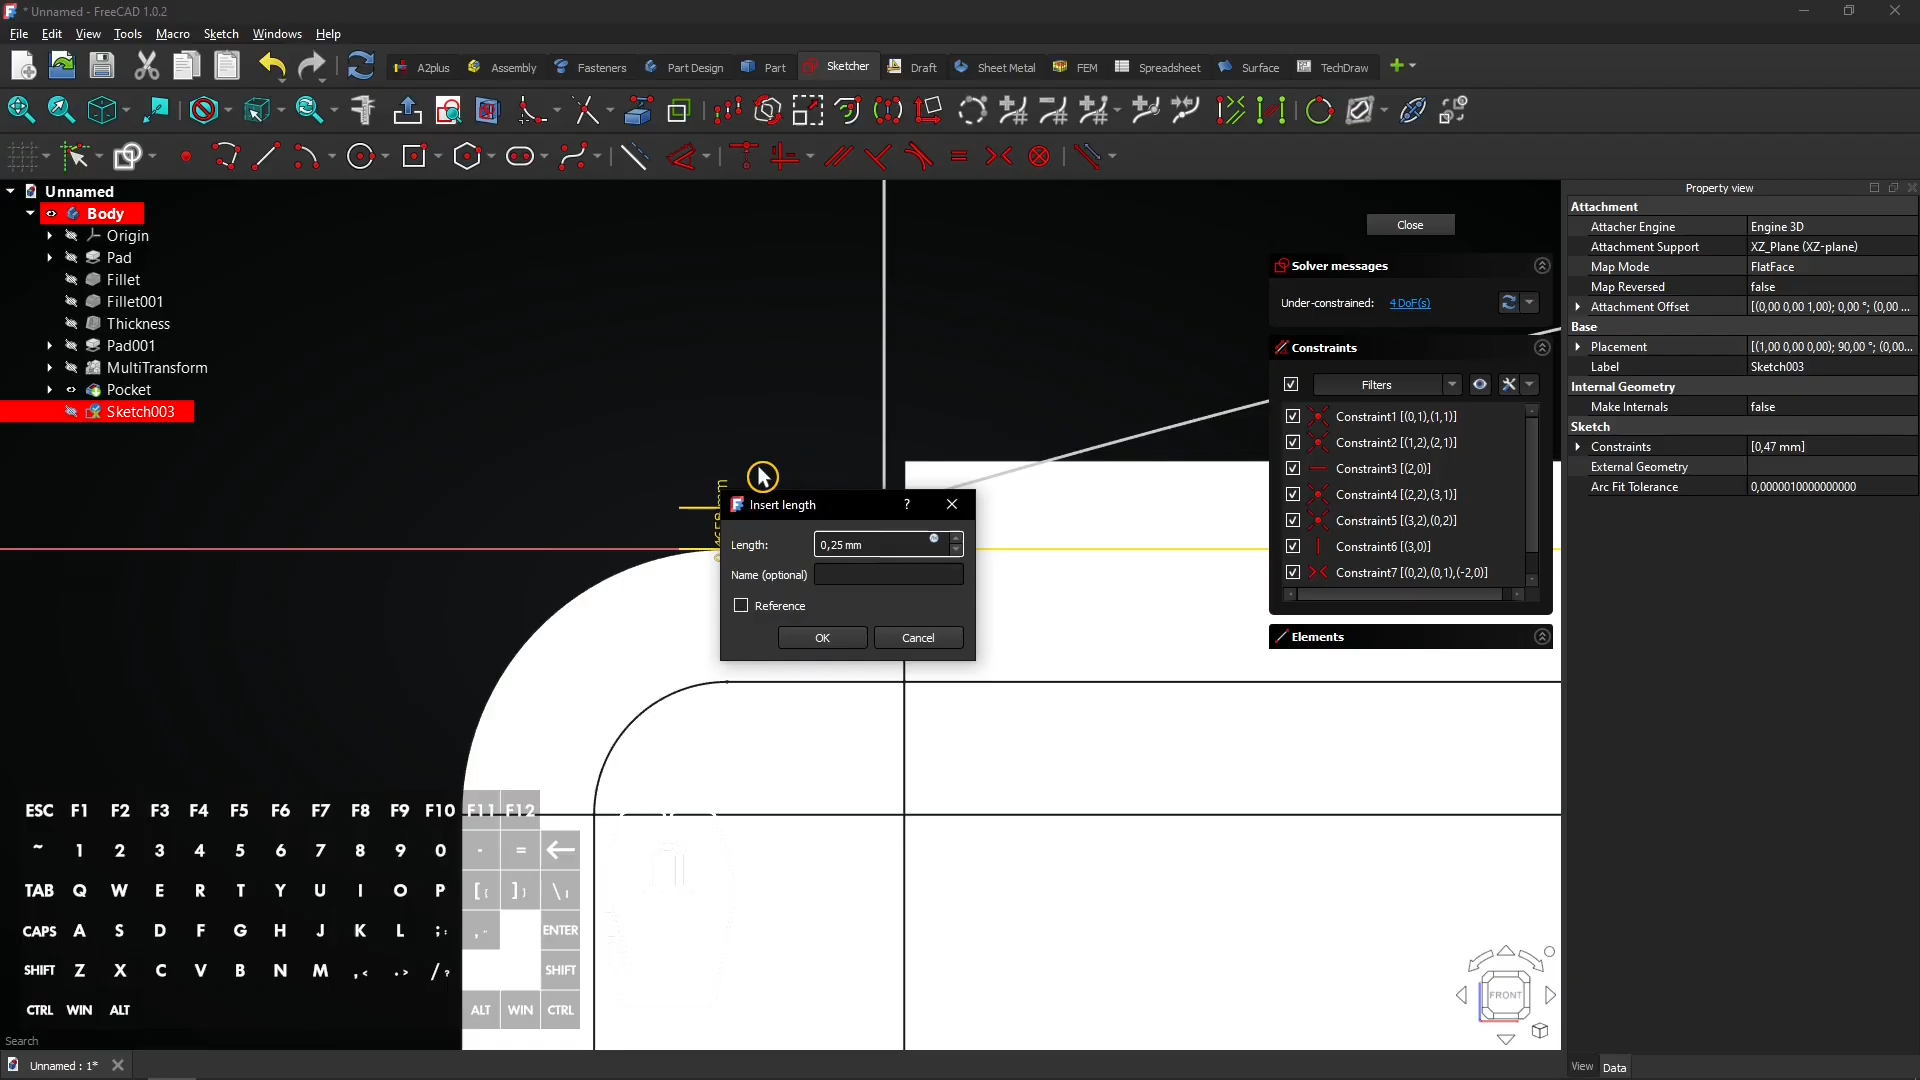 * Unnamed - FreeCAD 1.0.2
File Edit View Tools Macro Sketch Windows Help
A2plus Assembly Fasteners Part Design Part Sketcher Draft Sheet Metal FEM Spreadsheet Surface TechDraw
Unnamed
Body
Origin
Pad
Fillet
Fillet001
Thickness
Pad001
MultiTransform
Pocket
Sketch003
Close
Solver messages
Under-constrained: 4 DoF(s)
Constraints
Filters
Constraint1 [(0,1),(1,1)]
Constraint2 [(1,2),(2,1)]
Constraint3 [(2,0)]
Constraint4 [(2,2),(3,1)]
Constraint5 [(3,2),(0,2)]
Constraint6 [(3,0)]
Constraint7 [(0,2),(0,1),(-2,0)]
Elements
Insert length ?
Length: 0,25 mm
Name (optional)
Reference
OK Cancel
Property view
Attachment
Attacher Engine Engine 3D
Attachment Support XZ_Plane (XZ-plane)
Map Mode FlatFace
Map Reversed false
Attachment Offset [(0,00 0,00 1,00); 0,00 °; (0,00 ...
Base
Placement [(1,00 0,00 0,00); 90,00 °; (0,00...
Label Sketch003
Internal Geometry
Make Internals false
Sketch
Constraints [0,47 mm]
External Geometry
Arc Fit Tolerance 0,0000010000000000
ESC F1 F2 F3 F4 F5 F6 F7 F8 F9 F10 F11 F12
~ 1 2 3 4 5 6 7 8 9 0 - = ←
TAB Q W E R T Y U I O P [{ ]} \|
CAPS A S D F G H J K L ;: ," ENTER
SHIFT Z X C V B N M ,< .> /? SHIFT
CTRL WIN ALT ALT WIN CTRL
FRONT
Search
Unnamed : 1*
View Data